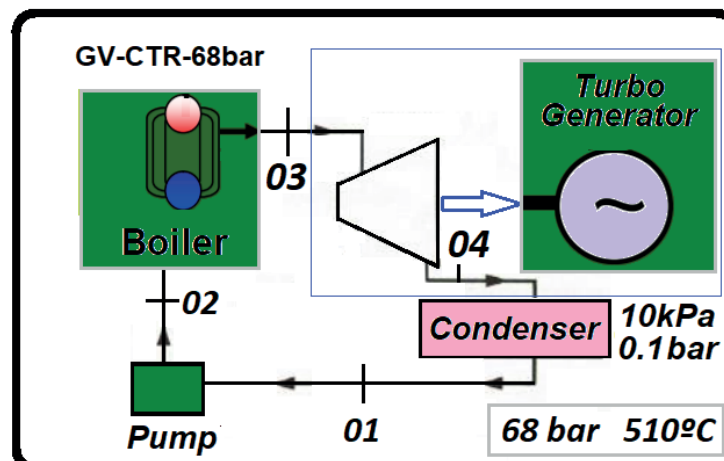 GV-CTR-68bar
Turbo
Generator
03
~
Boiler
04
02
Condenser
10kPa
0.1bar
Pump
01
68 bar 510ºC